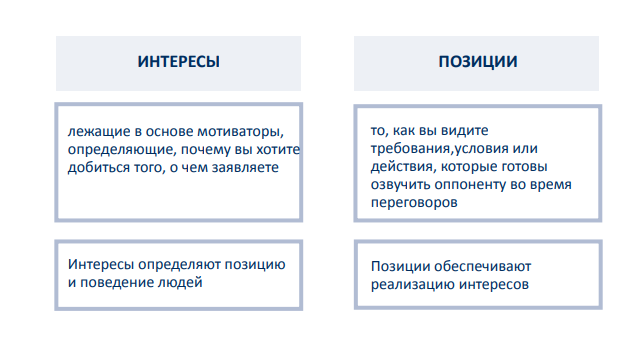 ИНТЕРЕСЫ
лежащие в основе мотиваторы,
определяющие, почему вы хотите
добиться того, о чем заявляете
Интересы определяют позицию
и поведение людей
ПОЗИЦИИ
то, как вы видите
требования,условия или
действия, которые готовы
озвучить оппоненту во время
переговоров
Позиции обеспечивают
реализацию интересов